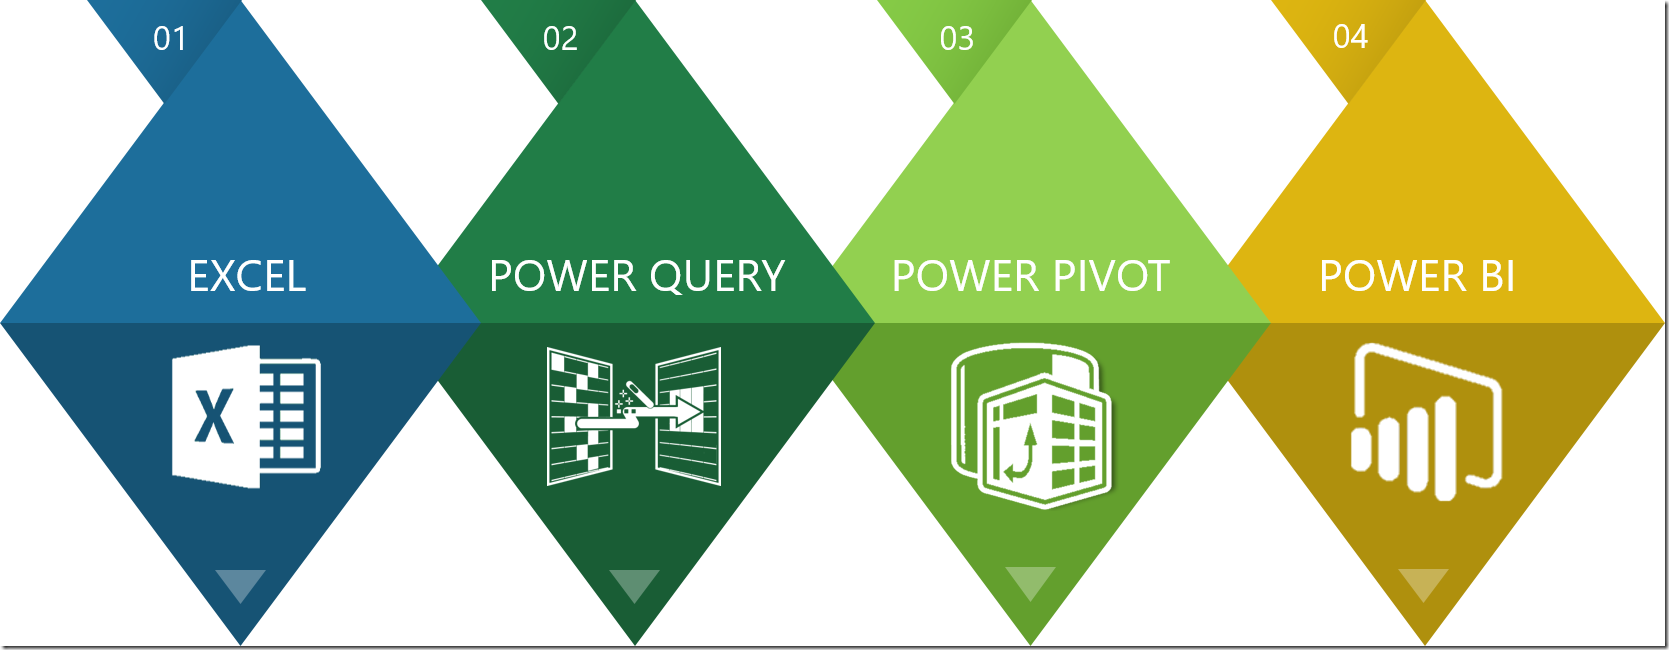 01
02
03
04
EXCEL
POWER QUERY
POWER PIVOT
POWER BI
X